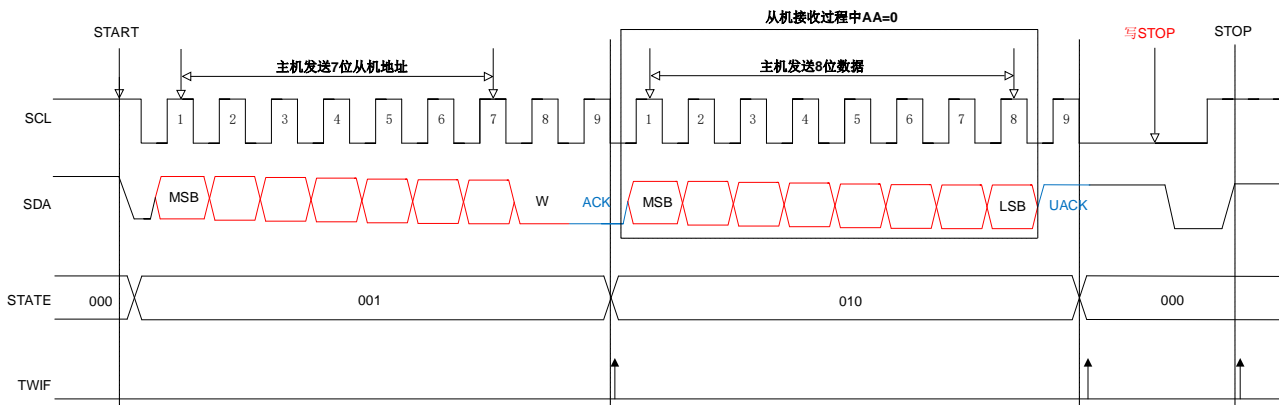 从机接收过程中AA=0
START
写STOP
STOP
主机发送7位从机地址
主机发送8位数据
SCL
1 2 3 4 5 6 7 8 9 1 2 3 4 5 6 7 8 9
SDA
MSB W ACK MSB LSB UACK
STATE 000 001 010 000
TWIF